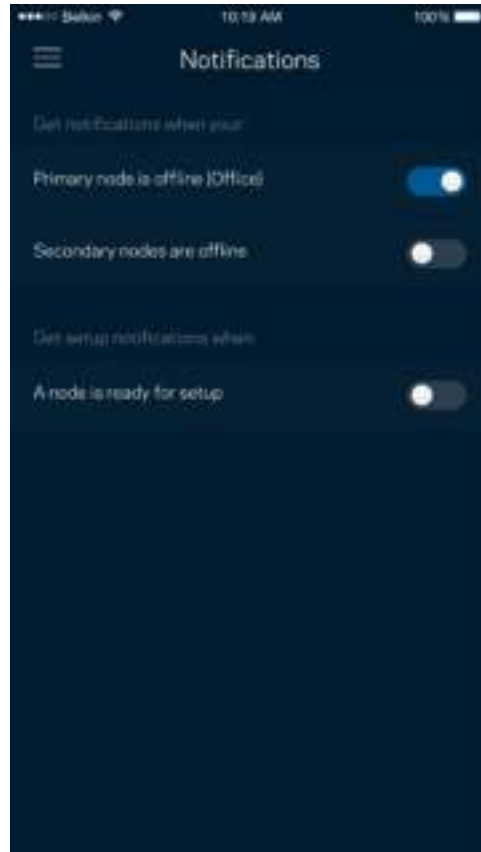 Belkin 10:19 AM 100%
Notifications
Get notifications when your:
Primary node is offline (Office)
Secondary nodes are offline
Get setup notifications when:
A node is ready for setup